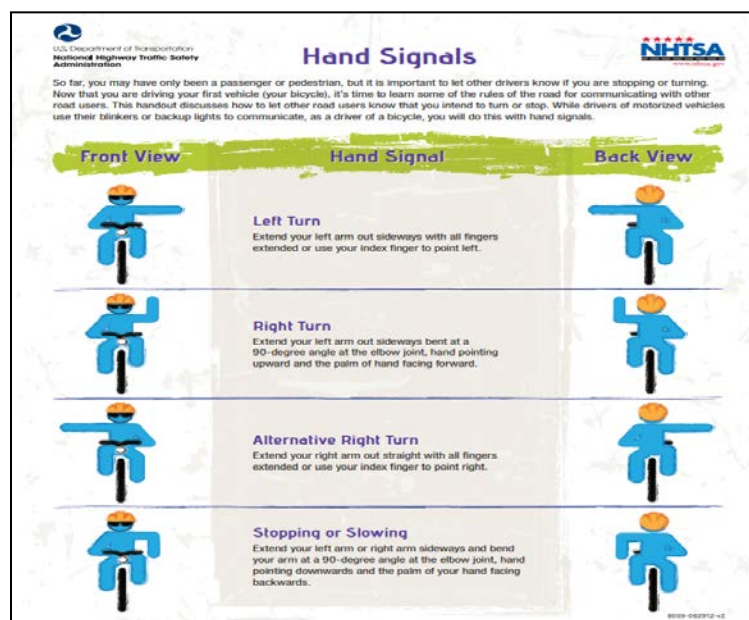 U.S. Department of Transportation
National Highway Traffic Safety
Administration
Hand Signals
NHTSA
www.nhtsa.gov
So far, you may have only been a passenger or pedestrian, but it is important to let other drivers know if you are stopping or turning.
Now that you are driving your first vehicle (your bicycle), it's time to learn some of the rules of the road for communicating with other
road users. This handout discusses how to let other road users know that you intend to turn or stop. While drivers of motorized vehicles
use their blinkers or backup lights to communicate, as a driver of a bicycle, you will do this with hand signals.
Front View
Hand Signal
Back View
Left Turn
Extend your left arm out sideways with all fingers
extended or use your index finger to point left.
Right Turn
Extend your left arm out sideways bent at a
90-degree angle at the elbow joint, hand pointing
upward and the palm of hand facing forward.
Alternative Right Turn
Extend your right arm out straight with all fingers
extended or use your index finger to point right.
Stopping or Slowing
Extend your left arm or right arm sideways and bend
your arm at a 90-degree angle at the elbow joint, hand
pointing downwards and the palm of your hand facing
backwards.
8009-062912-v2